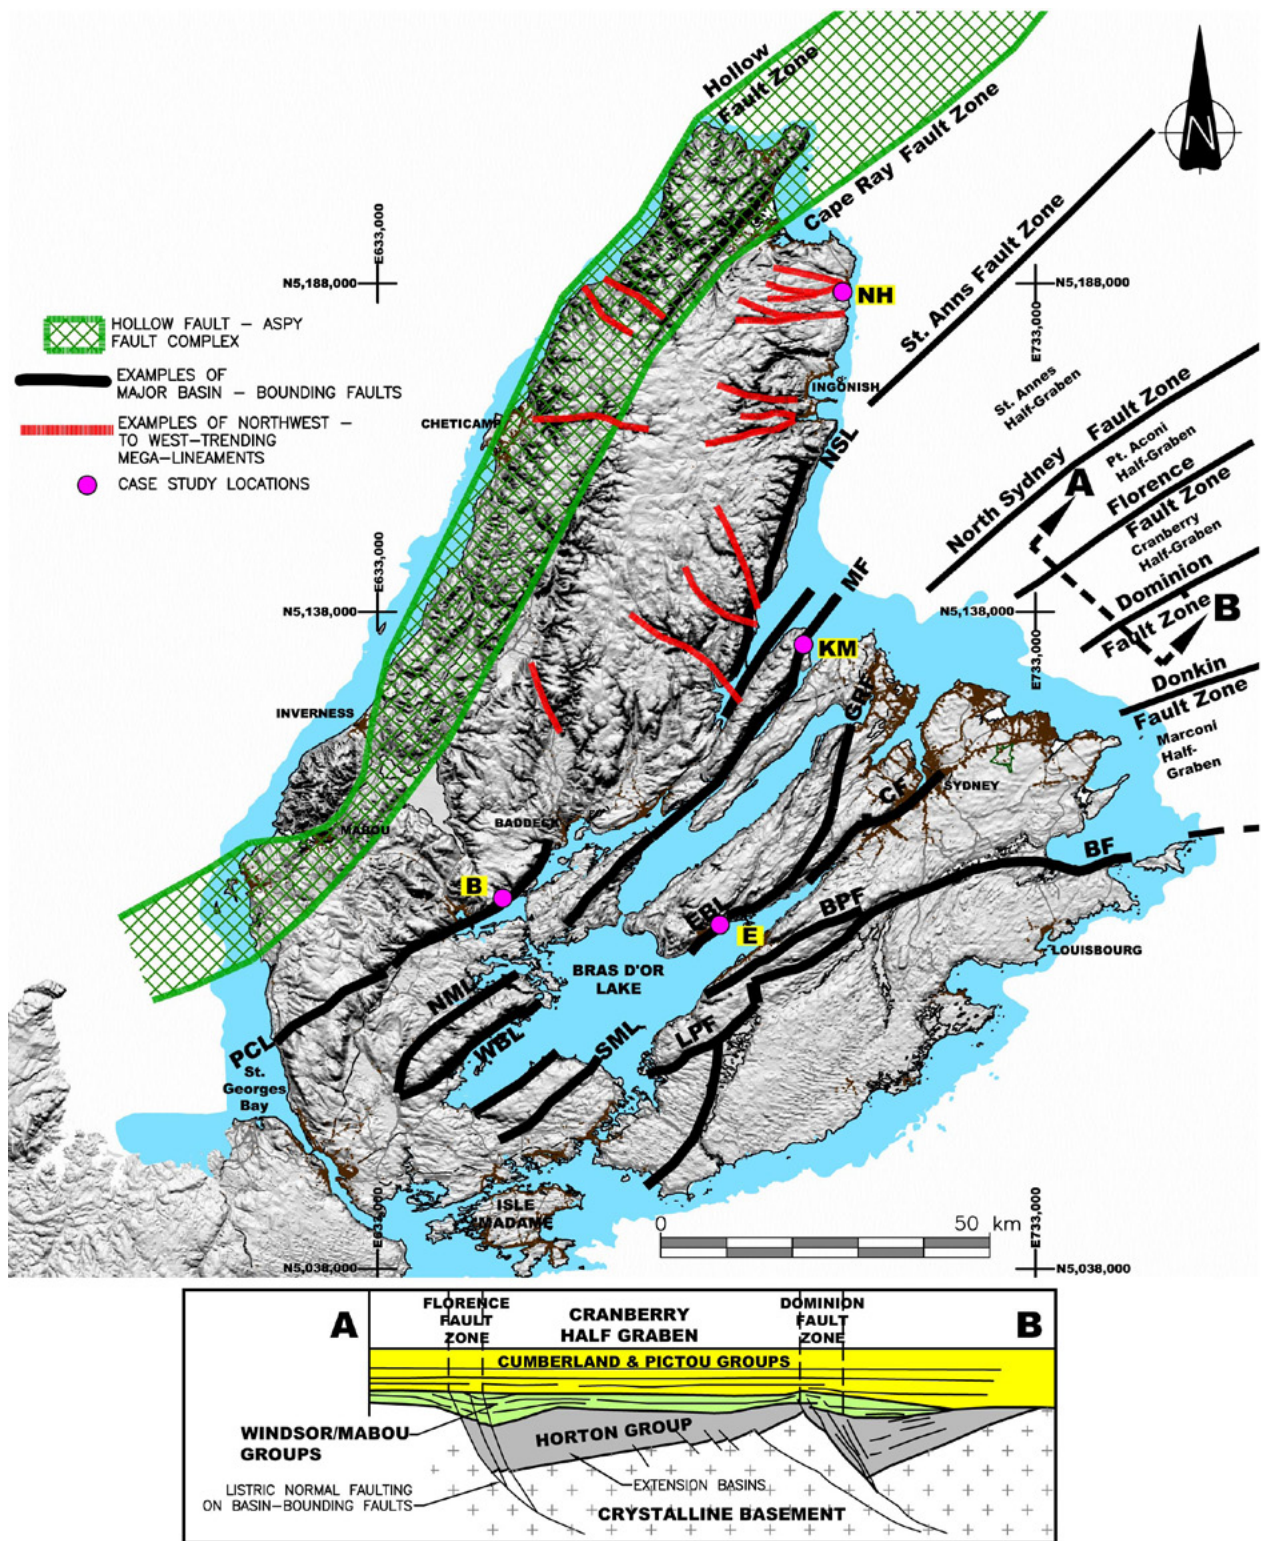 Hollow
Fault Zone
Cape Ray Fault Zone
N
St. Anns Fault Zone
E633,000
N5,188,000
N5,188,000
E733,000
NH
HOLLOW FAULT – ASPY
FAULT COMPLEX
EXAMPLES OF
MAJOR BASIN – BOUNDING FAULTS
EXAMPLES OF NORTHWEST –
TO WEST–TRENDING
MEGA–LINEAMENTS
CASE STUDY LOCATIONS
CHETICAMP
INGONISH
St. Annes
Half-Graben
North Sydney Fault Zone
Pt. Aconi
Half-Graben
A
Florence
Fault Zone
Cranberry
Half-Graben
Dominion
Fault Zone
B
Donkin
Fault Zone
Marconi
Half-
Graben
NSL
MF
E633,000
N5,138,000
N5,138,000
E733,000
KM
GBF
INVERNESS
MABOU
BADDECK
CF
SYDNEY
BF
B
EBL
E
BPF
LOUISBOURG
BRAS D'OR
LAKE
NML
WBL
SML
LPF
PCL
St.
Georges
Bay
ISLE
MADAME
E633,000
N5,038,000
0 50 km
E733,000
N5,038,000
A
FLORENCE
FAULT
ZONE
CRANBERRY
HALF GRABEN
DOMINION
FAULT
ZONE
B
CUMBERLAND & PICTOU GROUPS
WINDSOR/MABOU
GROUPS
HORTON GROUP
LISTRIC NORMAL FAULTING
ON BASIN–BOUNDING FAULTS
EXTENSION BASINS
CRYSTALLINE BASEMENT